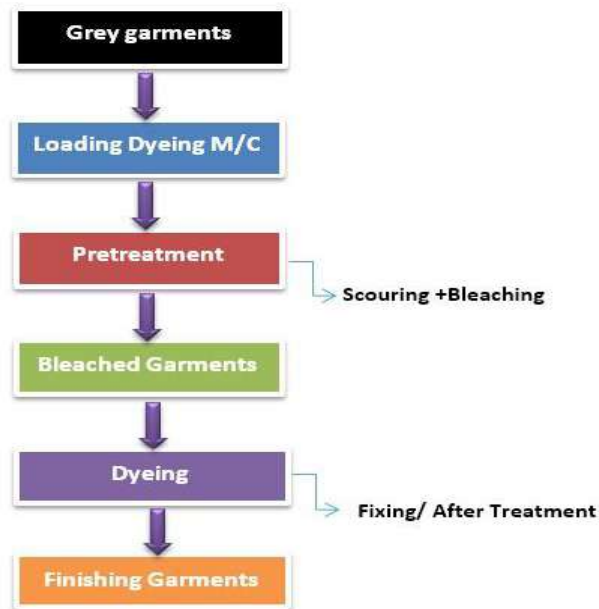 Grey garments
Loading Dyeing M/C
Pretreatment
Scouring +Bleaching
Bleached Garments
Dyeing
Fixing/ After Treatment
Finishing Garments